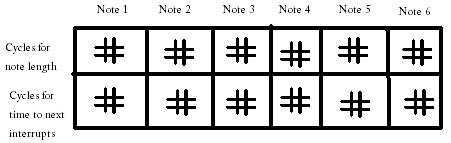 Note 1 Note 2 Note 3 Note 4 Note 5 Note 6
Cycles for
note length
# # # # # #
Cycles for
time to next
interrupts
# # # # # #